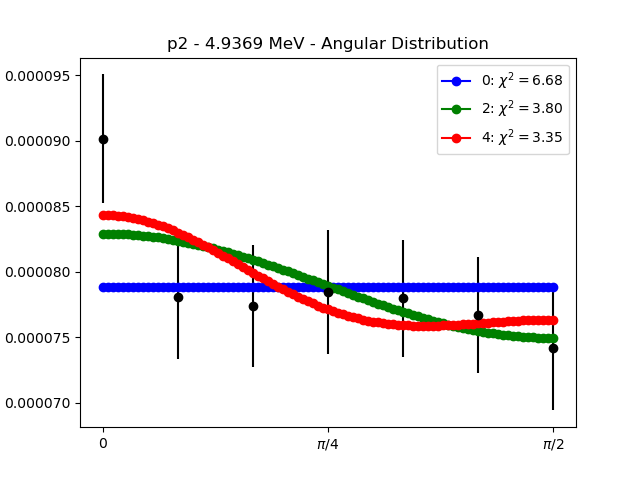 p2 - 4.9369 MeV - Angular Distribution
0: χ² = 6.68
2: χ² = 3.80
4: χ² = 3.35
0.000095
0.000090
0.000085
0.000080
0.000075
0.000070
0 π/4 π/2